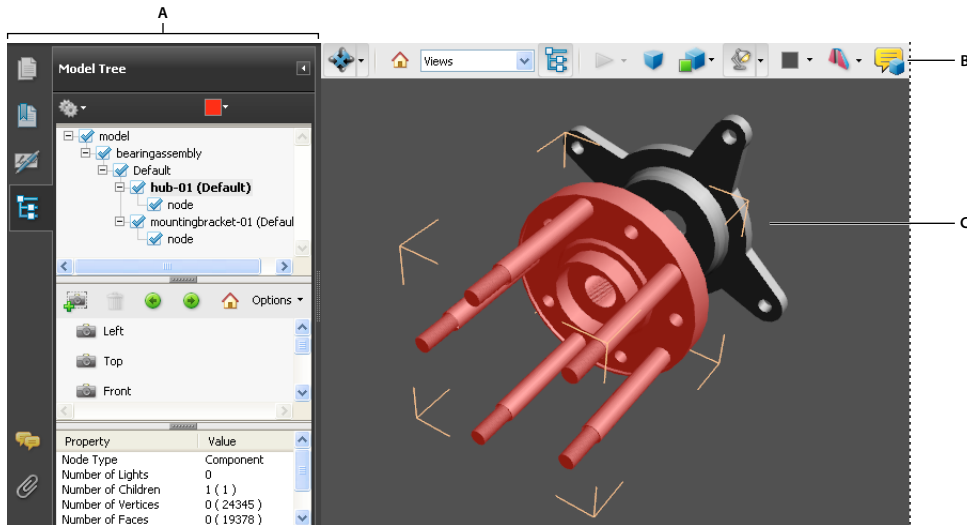 A
Model Tree
Views
B
model
bearingassembly
Default
hub-01 (Default)
node
mountingbracket-01 (Defaul
node
C
Options
Left
Top
Front
Property Value
Node Type Component
Number of Lights 0
Number of Children 1 ( 1 )
Number of Vertices 0 ( 24345 )
Number of Faces 0 ( 19378 )